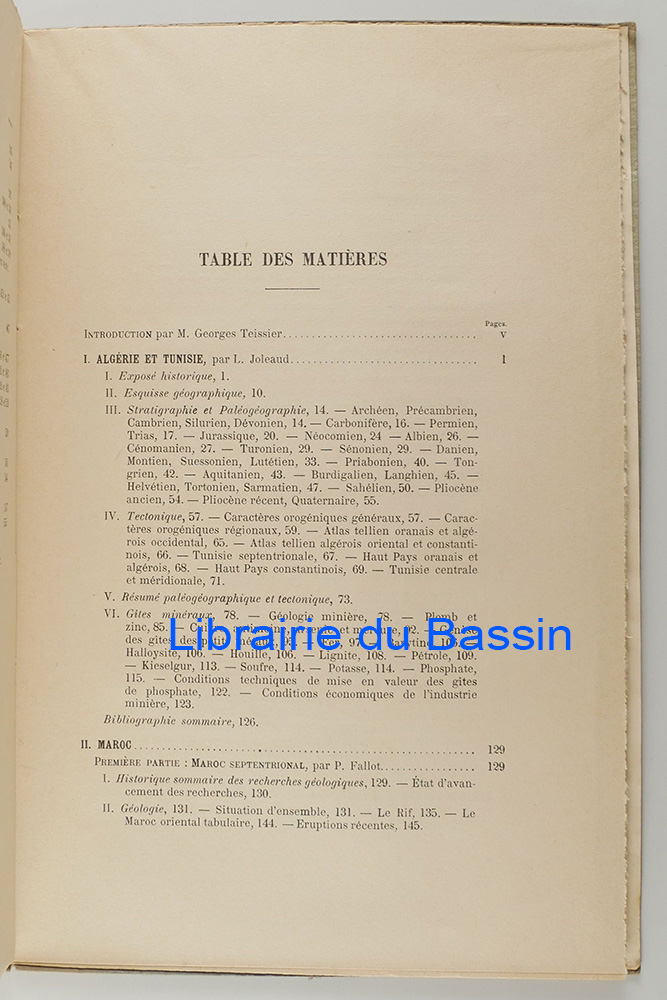 TABLE DES MATIÈRES
Pages.
INTRODUCTION par M. Georges Teissier ..... V
I. ALGÉRIE ET TUNISIE, par L. Joleaud ..... 1
I. Exposé historique, 1.
II. Esquisse géographique, 10.
III. Stratigraphie et Paléogéographie, 14. — Archéen, Précambrien,
Cambrien, Silurien, Dévonien, 14. — Carbonifère, 16. — Permien,
Trias, 17. — Jurassique, 20. — Néocomien, 24 — Albien, 26. —
Cénomanien, 27. — Turonien, 29. — Sénonien, 29. — Danien,
Montien, Suessonien, Lutétien, 33. — Priabonien, 40. — Ton-
grien, 42. — Aquitanien, 43. — Burdigalien, Langhien, 45. —
Helvétien, Tortonien, Sarmatien, 47. — Sahélien, 50. — Pliocène
ancien, 54. — Pliocène récent, Quaternaire, 55.
IV. Tectonique, 57. — Caractères orogéniques généraux, 57. — Carac-
tères orogéniques régionaux, 59. — Atlas tellien oranais et algé-
rois occidental, 65. — Atlas tellien algérois oriental et constanti-
nois, 66. — Tunisie septentrionale, 67. — Haut Pays oranais et
algérois, 68. — Haut Pays constantinois, 69. — Tunisie centrale
et méridionale, 71.
V. Résumé paléogéographique et tectonique, 73.
VI. Gîtes minéraux, 78. — Géologie minière, 78. — Plomb et
zinc, 85. 92.
des gîtes
Librairie du Bassin
Halloysite, 106. — Houille, 106. — Lignite, 108. — Pétrole, 109.
— Kieselgur, 113. — Soufre, 114. — Potasse, 114. — Phosphate,
115. — Conditions techniques de mise en valeur des gîtes
de phosphate, 122. — Conditions économiques de l'industrie
minière, 123.
Bibliographie sommaire, 126.
II. MAROC ..... 129
PREMIÈRE PARTIE : MAROC SEPTENTRIONAL, par P. Fallot ..... 129
I. Historique sommaire des recherches géologiques, 129. — État d'avan-
cement des recherches, 130.
II. Géologie, 131. — Situation d'ensemble, 131. — Le Rif, 135. — Le
Maroc oriental tabulaire, 144. — Eruptions récentes, 145.